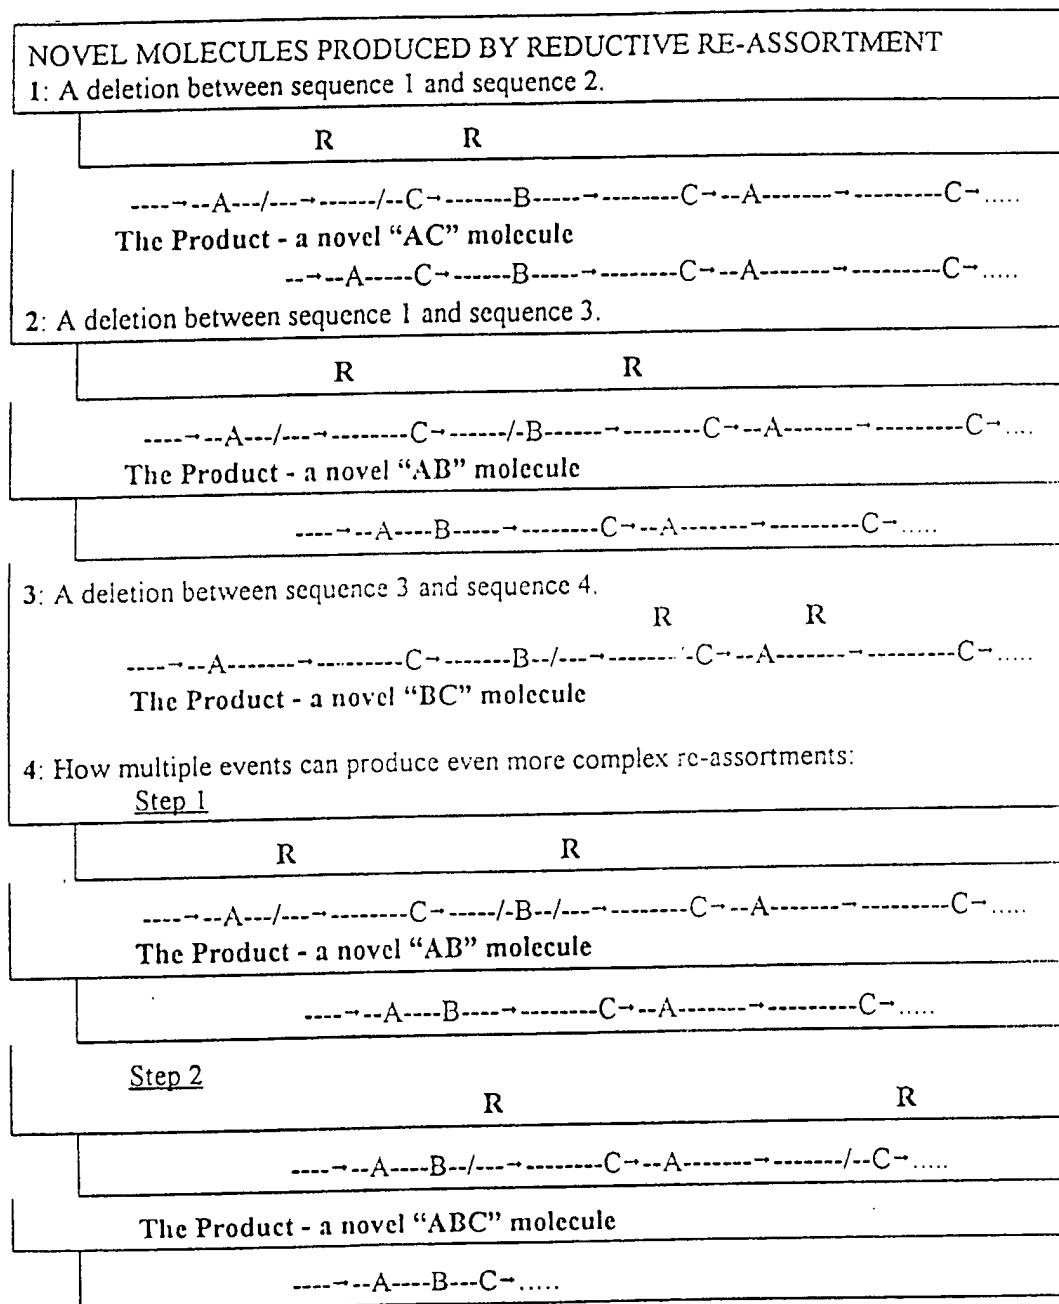 NOVEL MOLECULES PRODUCED BY REDUCTIVE RE-ASSORTMENT
1: A deletion between sequence 1 and sequence 2.
R R
----→--A---/---→------/--C→-------B-----→--------C→--A-------→---------C→.....
The Product - a novel “AC” molecule
--→--A-----C→------B-----→--------C→--A-------→---------C→.....
2: A deletion between sequence 1 and sequence 3.
R R
----→--A---/---→--------C→------/-B------→--------C→--A-------→---------C→....
The Product - a novel “AB” molecule
----→--A----B-----→--------C→--A-------→---------C→.....
3: A deletion between sequence 3 and sequence 4.
R R
----→--A-------→---------C→-------B--/---→-------/-C→--A-------→---------C→.....
The Product - a novel “BC” molecule
4: How multiple events can produce even more complex re-assortments:
Step 1
R R
----→--A---/---→--------C→-----/-B--/---→--------C→--A-------→---------C→.....
The Product - a novel “AB” molecule
----→--A----B----→--------C→--A-------→---------C→.....
Step 2
R R
----→--A----B--/---→--------C→--A-------→-------/--C→.....
The Product - a novel “ABC” molecule
----→--A----B---C→.....